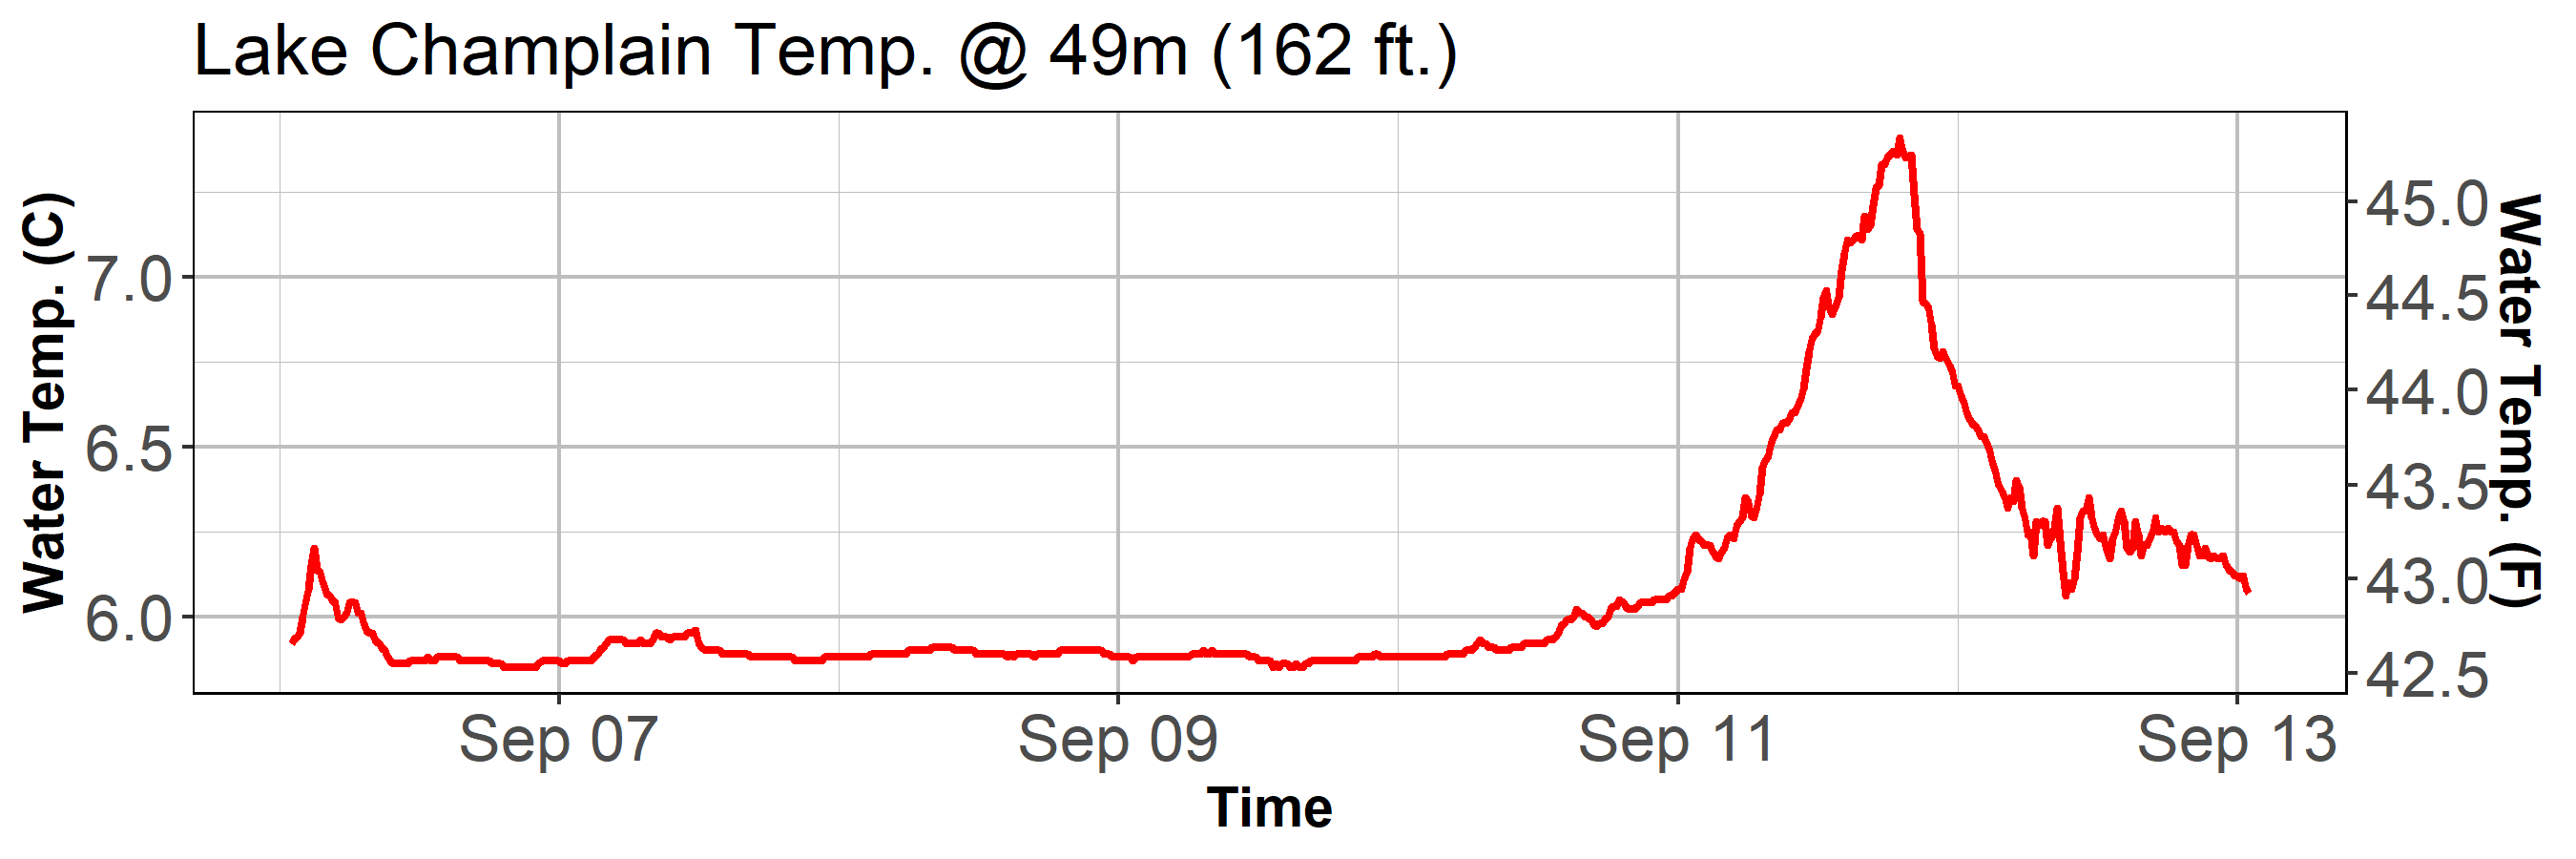 Lake Champlain Temp. @ 49m (162 ft.)
Water Temp. (C)
7.0
6.5
6.0
45.0
44.5
44.0
43.5
43.0
42.5
Water Temp. (F)
Sep 07 Sep 09 Sep 11 Sep 13
Time